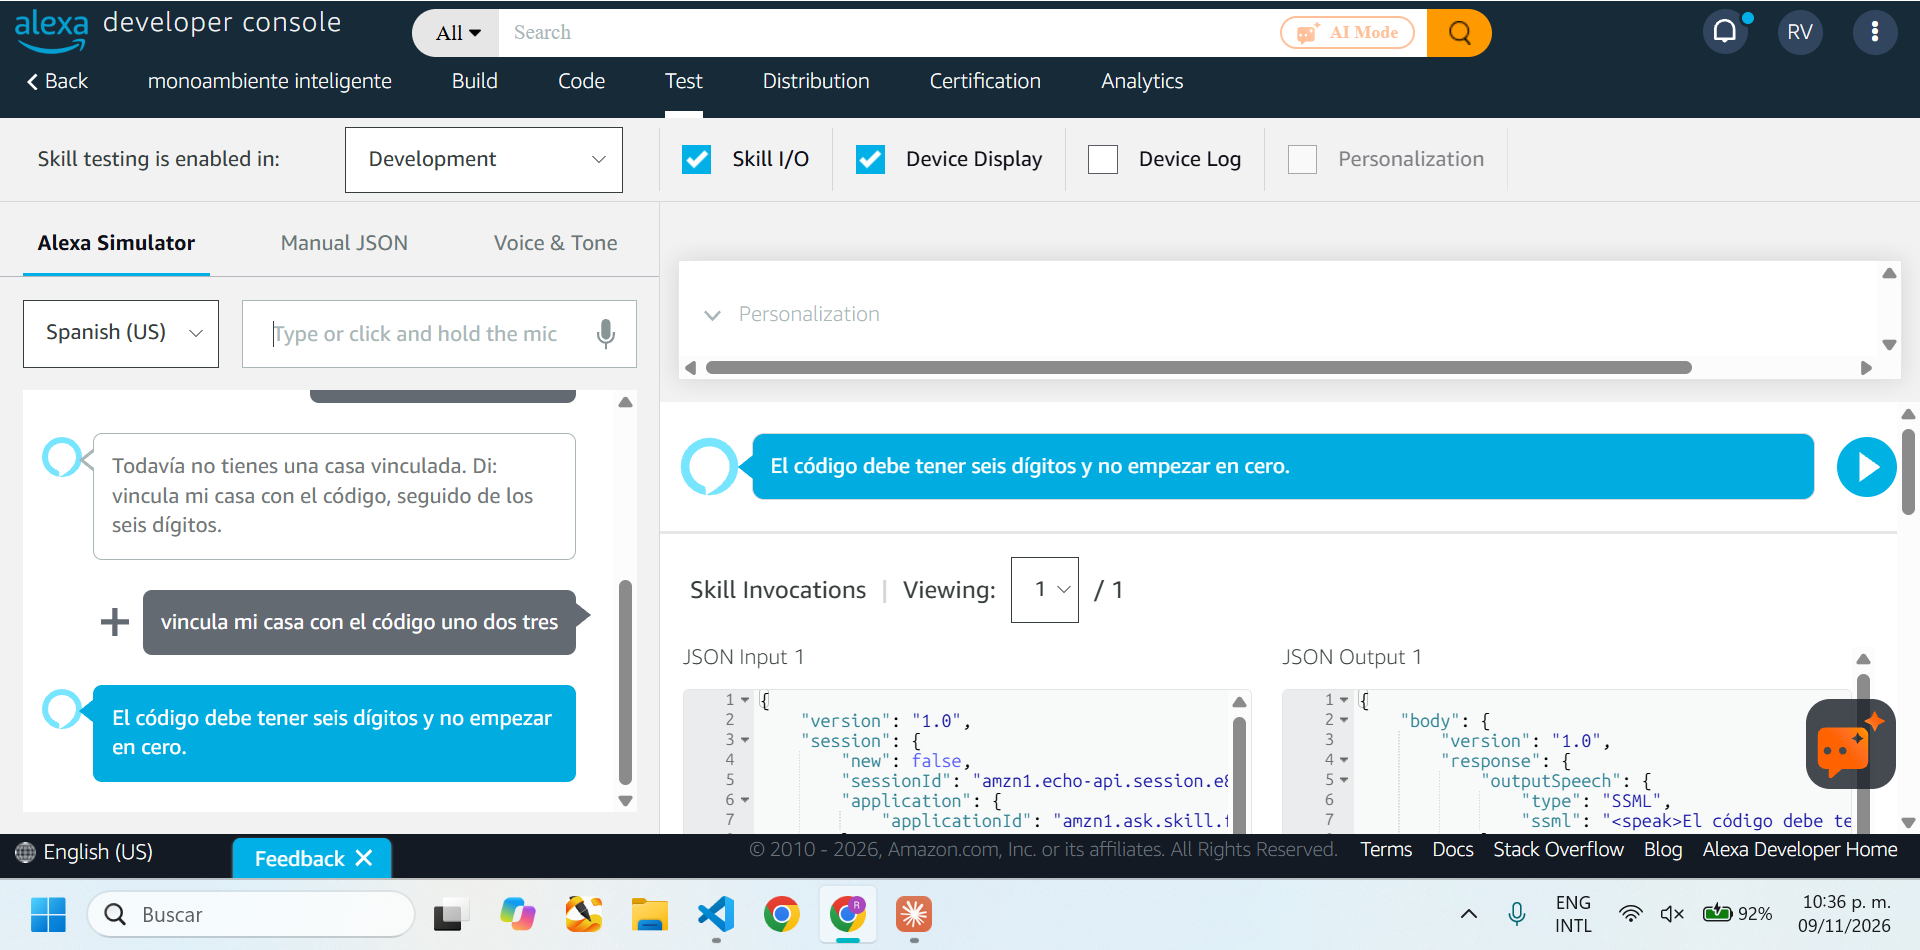 alexa developer console
All
Search
AI Mode
RV
Back
monoambiente inteligente
Build
Code
Test
Distribution
Certification
Analytics
Skill testing is enabled in:
Development
Skill I/O
Device Display
Device Log
Personalization
Alexa Simulator
Manual JSON
Voice & Tone
Spanish (US)
Type or click and hold the mic
Todavía no tienes una casa vinculada. Di:
vincula mi casa con el código, seguido de los
seis dígitos.
vincula mi casa con el código uno dos tres
El código debe tener seis dígitos y no empezar
en cero.
Personalization
El código debe tener seis dígitos y no empezar en cero.
Skill Invocations | Viewing:
1
/ 1
JSON Input 1
1 {
2 "version": "1.0",
3 "session": {
4 "new": false,
5 "sessionId": "amzn1.echo-api.session.e8
6 "application": {
7 "applicationId": "amzn1.ask.skill.f
JSON Output 1
1 {
2 "body": {
3 "version": "1.0",
4 "response": {
5 "outputSpeech": {
6 "type": "SSML",
7 "ssml": "<speak>El código debe te
English (US)
Feedback
© 2010 - 2026, Amazon.com, Inc. or its affiliates. All Rights Reserved.
Terms
Docs
Stack Overflow
Blog
Alexa Developer Home
Buscar
R
ENG
INTL
92%
10:36 p. m.
09/11/2026